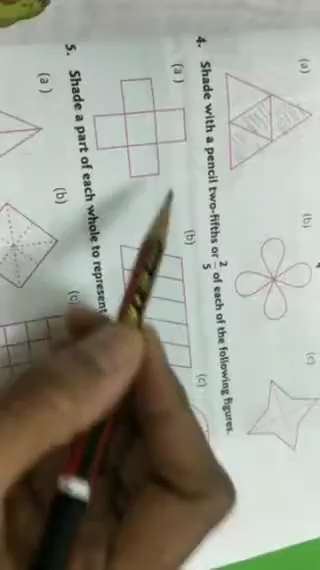 (a)
(b)
(c)
4. Shade with a pencil two-fifths or 2/5 of each of the following figures.
(a)
(b)
(c)
5. Shade a part of each whole to represent
(a)
(b)
(c)